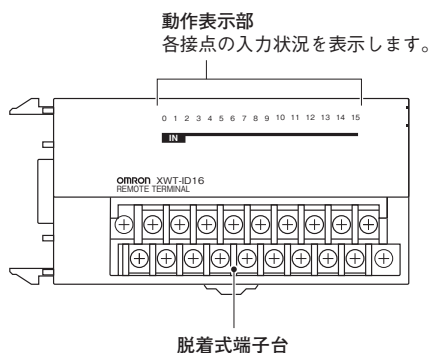 動作表示部
各接点の入力状況を表示します。
0 1 2 3 4 5 6 7 8 9 10 11 12 13 14 15
IN
OMRON XWT-ID16
REMOTE TERMINAL
脱着式端子台